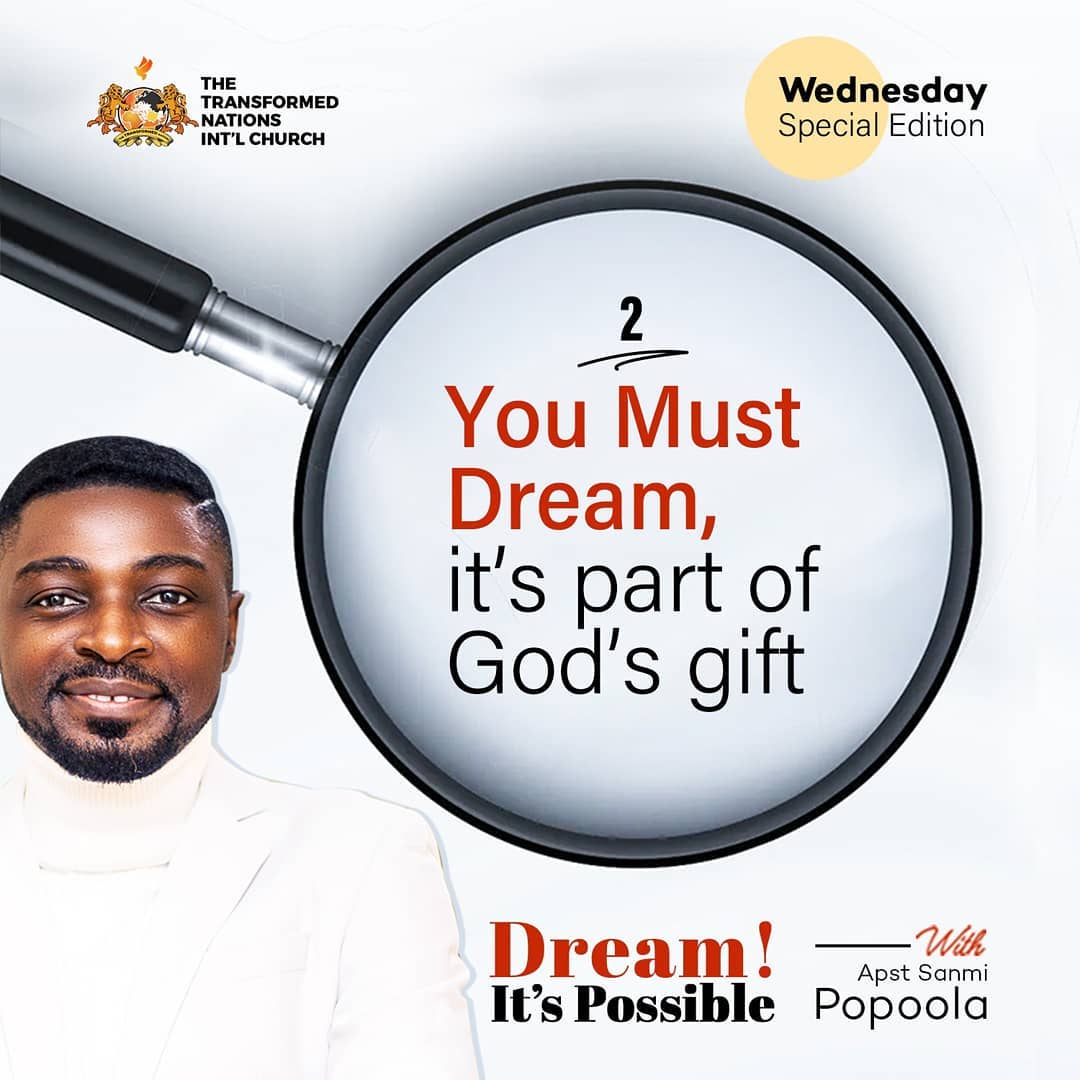 THE
TRANSFORMED
NATIONS
INT'L CHURCH
Wednesday
Special Edition
2
You Must
Dream,
it's part of
God's gift
Dream!
It's Possible
With
Apst Sanmi
Popoola